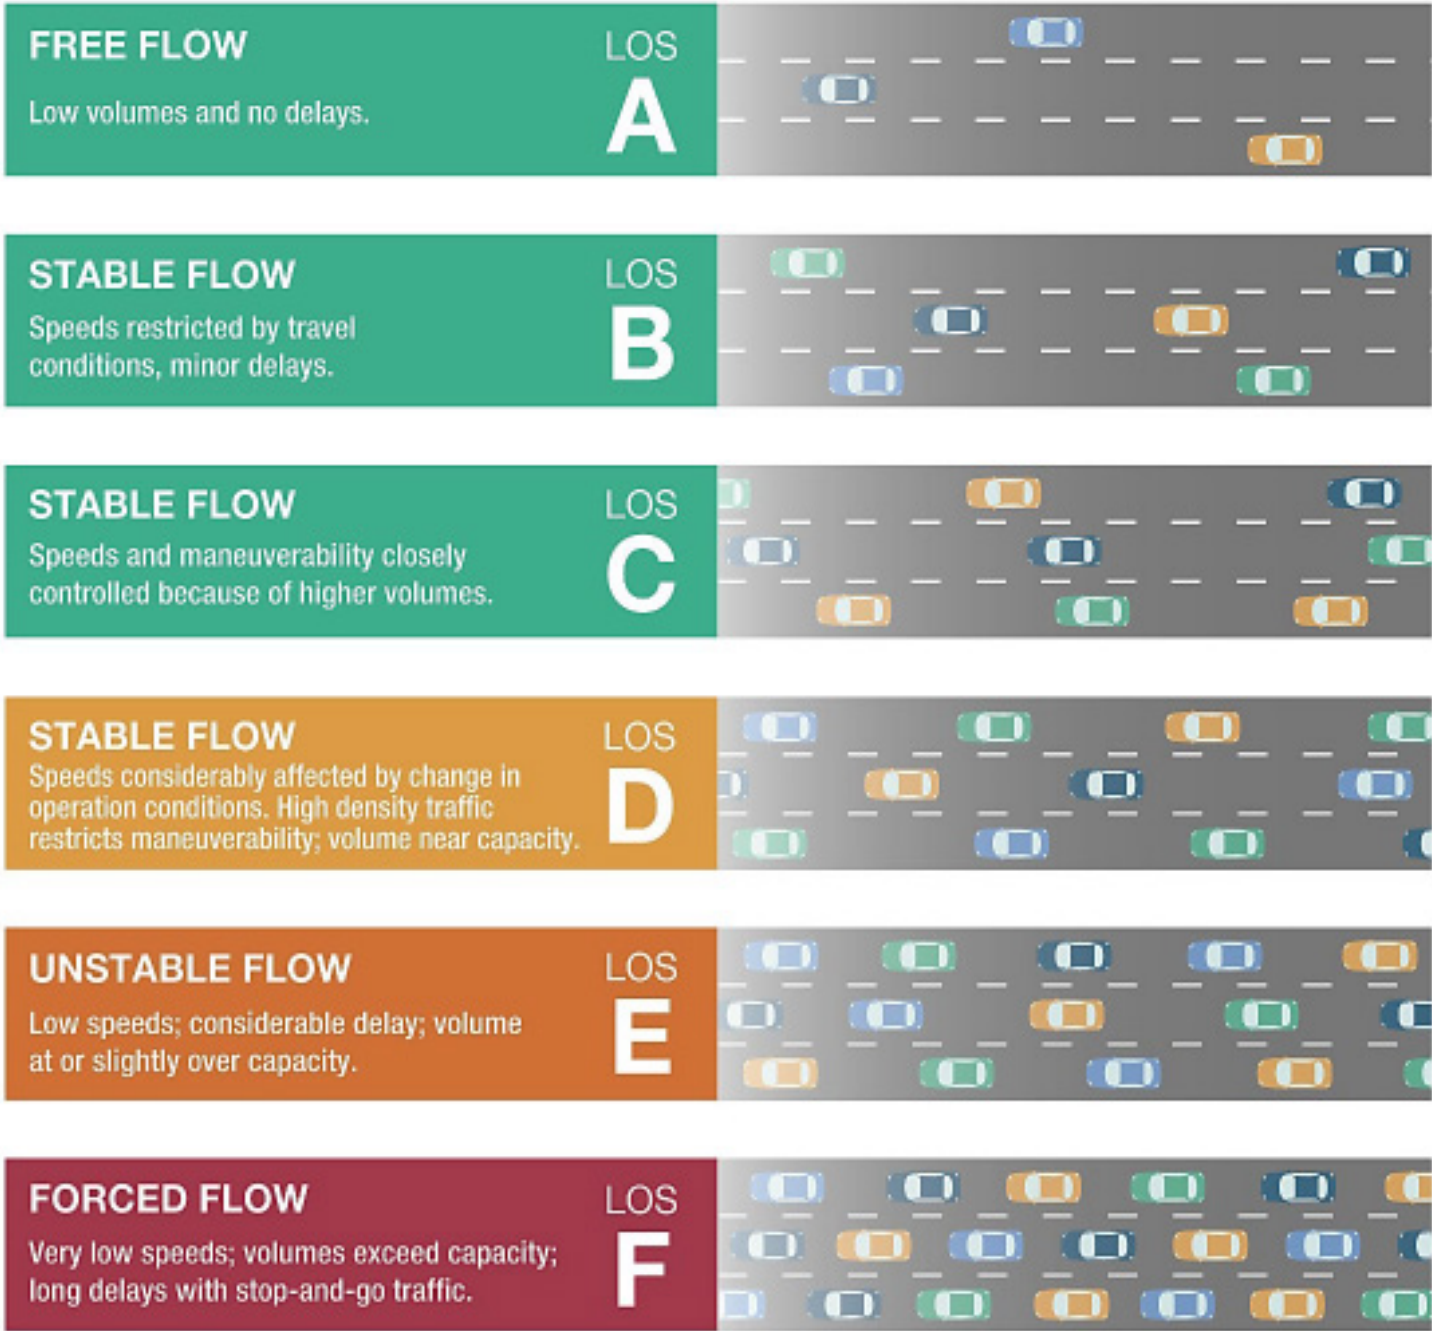 FREE FLOW
LOS
A
Low volumes and no delays.
STABLE FLOW
LOS
B
Speeds restricted by travel
conditions, minor delays.
STABLE FLOW
LOS
C
Speeds and maneuverability closely
controlled because of higher volumes.
STABLE FLOW
LOS
D
Speeds considerably affected by change in
operation conditions. High density traffic
restricts maneuverability; volume near capacity.
UNSTABLE FLOW
LOS
E
Low speeds; considerable delay; volume
at or slightly over capacity.
FORCED FLOW
LOS
F
Very low speeds; volumes exceed capacity;
long delays with stop-and-go traffic.